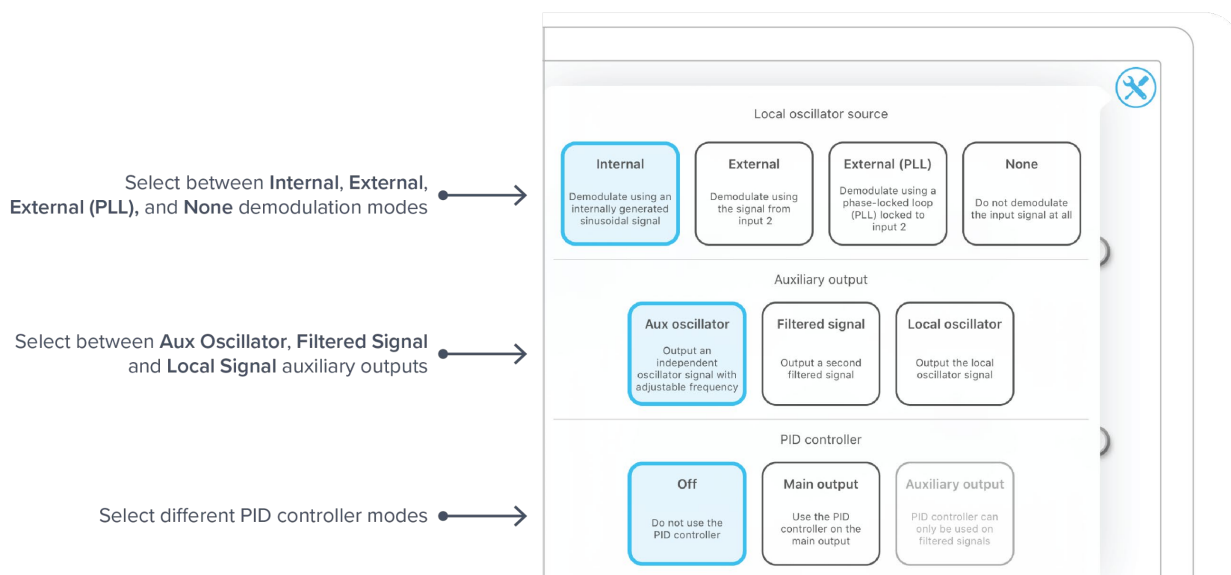 Local oscillator source
Select between Internal, External,
External (PLL), and None demodulation modes
Internal
Demodulate using an
internally generated
sinusoidal signal
External
Demodulate using
the signal from
input 2
External (PLL)
Demodulate using a
phase-locked loop
(PLL) locked to
input 2
None
Do not demodulate
the input signal at all
Auxiliary output
Select between Aux Oscillator, Filtered Signal
and Local Signal auxiliary outputs
Aux oscillator
Output an
independent
oscillator signal with
adjustable frequency
Filtered signal
Output a second
filtered signal
Local oscillator
Output the local
oscillator signal
PID controller
Select different PID controller modes
Off
Do not use the
PID controller
Main output
Use the PID
controller on the
main output
Auxiliary output
PID controller can
only be used on
filtered signals